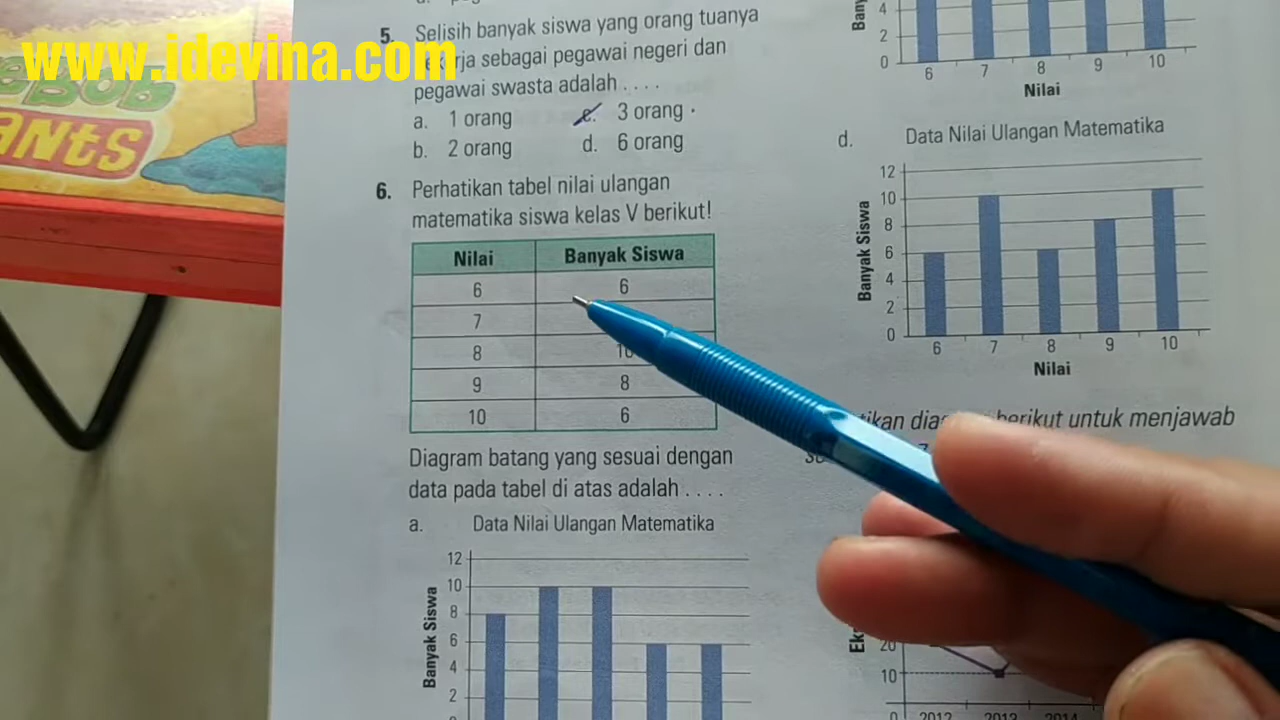 www.idevina.com
ANTS
5. Selisih banyak siswa yang orang tuanya
bekerja sebagai pegawai negeri dan
pegawai swasta adalah . . . .
a. 1 orang
c. 3 orang
b. 2 orang
d. 6 orang
6. Perhatikan tabel nilai ulangan
matematika siswa kelas V berikut!
Nilai Banyak Siswa
6 6
7
8 10
9 8
10 6
Diagram batang yang sesuai dengan
data pada tabel di atas adalah . . . .
a. Data Nilai Ulangan Matematika
Banyak Siswa
12
10
8
6
4
2
4
2
0
6 7 8 9 10
Nilai
d. Data Nilai Ulangan Matematika
Banyak Siswa
12
10
8
6
4
2
0
6 7 8 9 10
Nilai
berikut untuk menjawab
20
10
0 2012 2013 2014